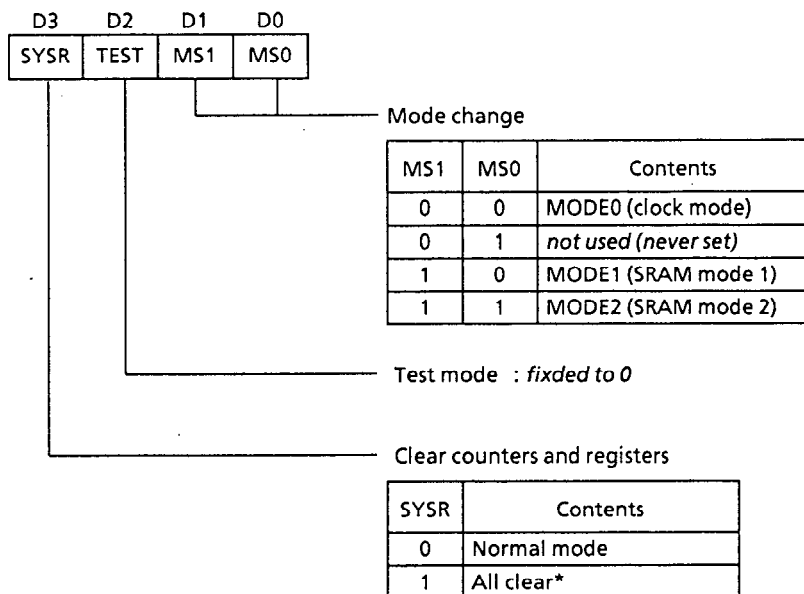 D3 D2 D1 D0
SYSR TEST MS1 MS0
Mode change
MS1 MS0 Contents
0 0 MODE0 (clock mode)
0 1 not used (never set)
1 0 MODE1 (SRAM mode 1)
1 1 MODE2 (SRAM mode 2)
Test mode : fixded to 0
Clear counters and registers
SYSR Contents
0 Normal mode
1 All clear*